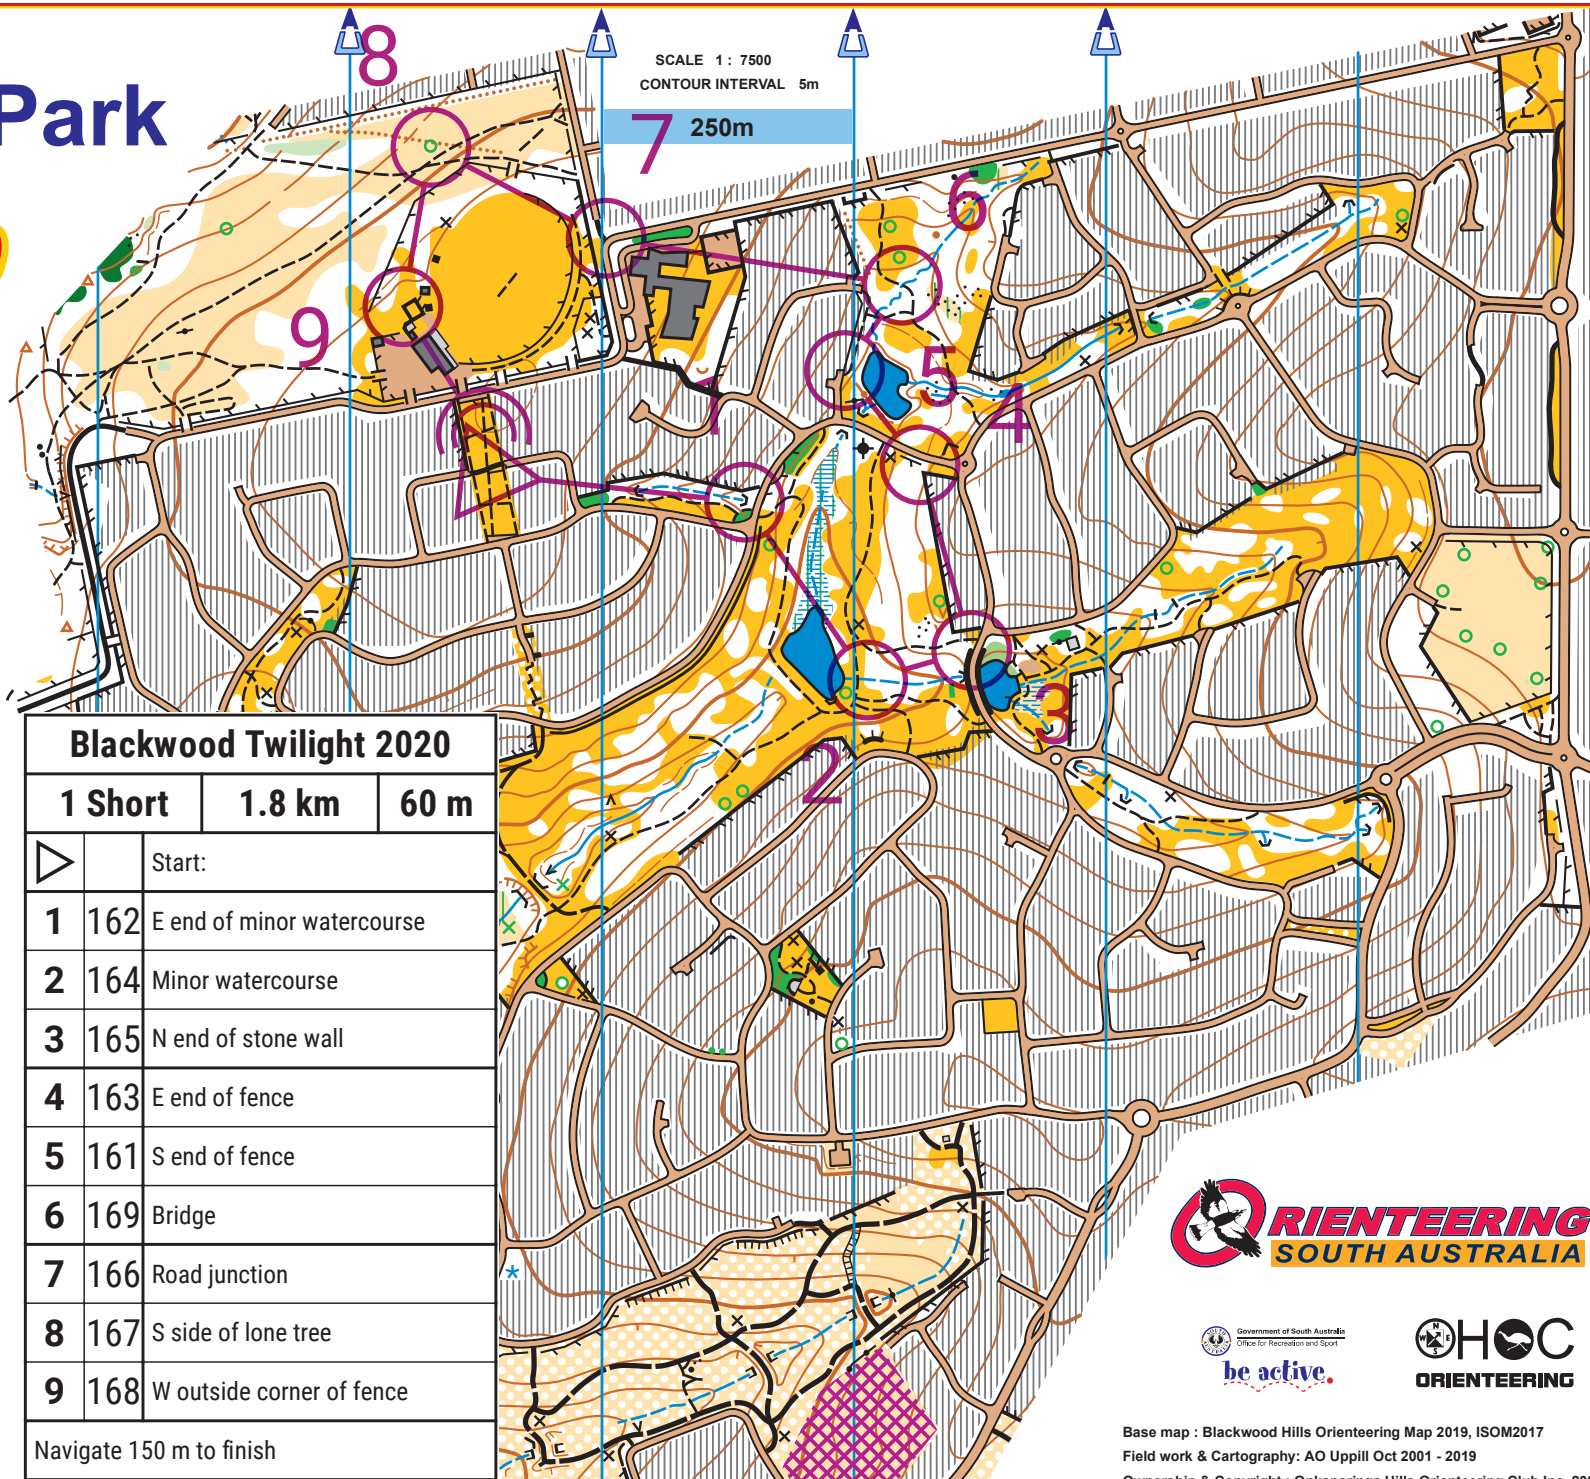 Park
SCALE 1 : 7500
CONTOUR INTERVAL 5m
250m
8
7
6
9
5
1
4
3
2
Blackwood Twilight 2020
1 Short 1.8 km 60 m
Start:
1 162 E end of minor watercourse
2 164 Minor watercourse
3 165 N end of stone wall
4 163 E end of fence
5 161 S end of fence
6 169 Bridge
7 166 Road junction
8 167 S side of lone tree
9 168 W outside corner of fence
Navigate 150 m to finish
ORIENTEERING
SOUTH AUSTRALIA
Government of South Australia
Office for Recreation and Sport
be active.
OHOC
ORIENTEERING
Base map : Blackwood Hills Orienteering Map 2019, ISOM2017
Field work & Cartography: AO Uppill Oct 2001 - 2019